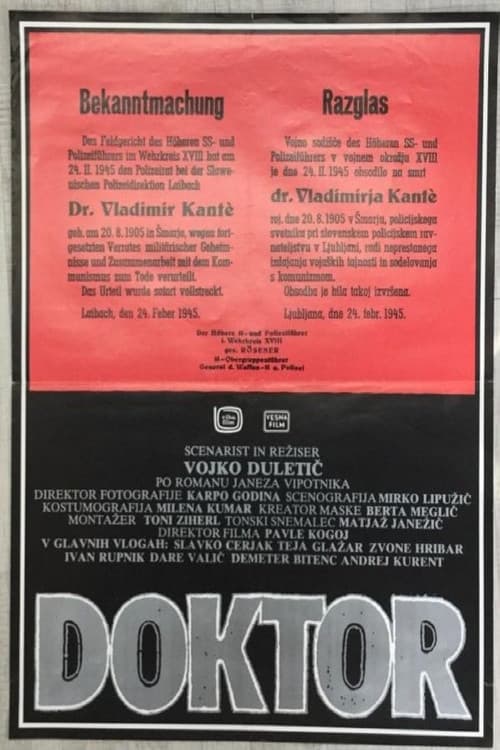 Bekanntmachung
Das Feldgericht des Höheren SS- und
Polizeiführers im Wehrkreis XVIII hat am
24. II. 1945 den Polizeirat bei der Slowe-
nischen Polizeidirektion Laibach
Dr. Vladimir Kantè
geb. am 20. 8. 1905 in Šmarje, wegen fort-
gesetzten Verrates militärischer Geheim-
nisse und Zusammenarbeit mit dem Kom-
munismus zum Tode verurteilt.
Das Urteil wurde sofort vollstreckt.
Laibach, den 24. Feber 1945.
Razglas
Vojno sodišče des Höheren SS- und
Polizeiführers v vojnem okrožju XVIII
je dne 24. II. 1945 obsodilo na smrt
dr. Vladimirja Kantè
roj. dne 20. 8. 1905 v Šmarju, policijskega
svetnika pri slovenskem policijskem rav-
nateljstvu v Ljubljani, radi neprestanega
izdajanja vojaških tajnosti in sodelovanja
s komunizmom.
Obsodba je bila takoj izvršena.
Ljubljana, dne 24. febr. 1945.
Der Höhere SS- und Polizeiführer
i. Wehrkreis XVIII
gez. RÖSENER
SS-Obergruppenführer
General d. Waffen-SS u. Polizei
viba
film
VESNA
FILM
SCENARIST IN REŽISER
VOJKO DULETIČ
PO ROMANU JANEZA VIPOTNIKA
DIREKTOR FOTOGRAFIJE KARPO GODINA SCENOGRAFIJA MIRKO LIPUŽIČ
KOSTUMOGRAFIJA MILENA KUMAR KREATOR MASKE BERTA MEGLIČ
MONTAŽER TONI ZIHERL TONSKI SNEMALEC MATJAŽ JANEŽIČ
DIREKTOR FILMA PAVLE KOGOJ
V GLAVNIH VLOGAH: SLAVKO CERJAK TEJA GLAŽAR ZVONE HRIBAR
IVAN RUPNIK DARE VALIČ DEMETER BITENC ANDREJ KURENT
DOKTOR